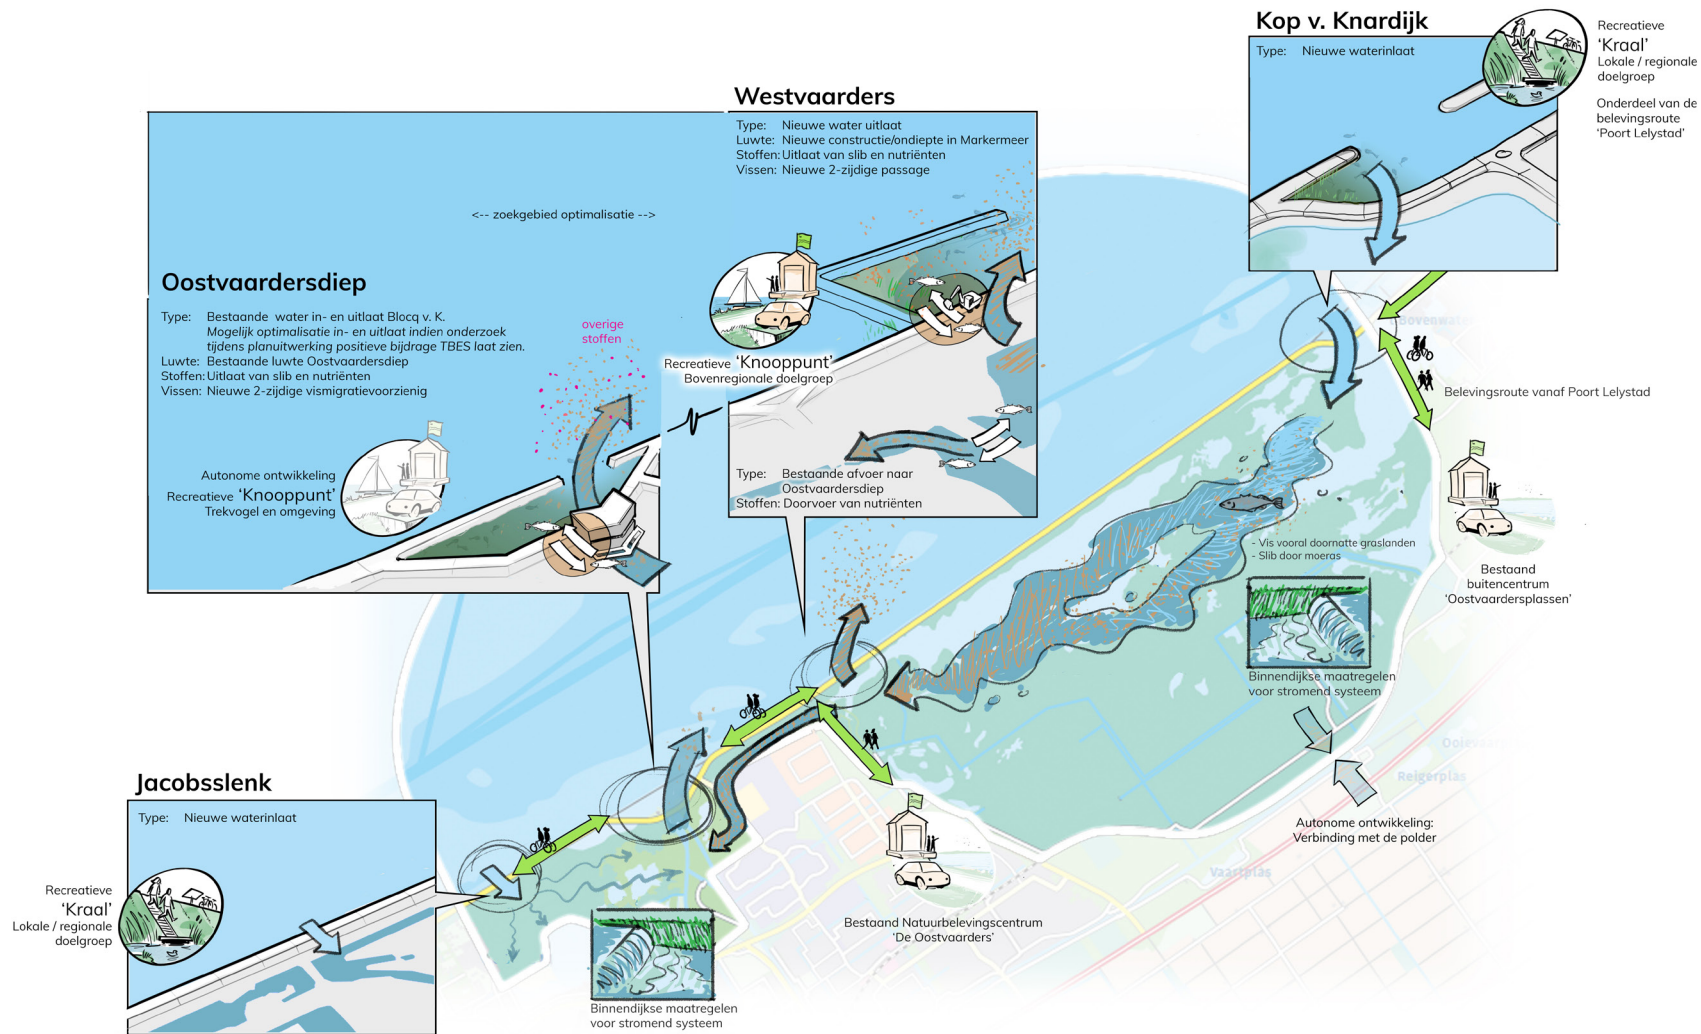 Kop v. Knardijk
Type: Nieuwe waterinlaat
Recreatieve
'Kraal'
Lokale / regionale
doelgroep
Onderdeel van de
belevingsroute
'Poort Lelystad'
Westvaarders
Type: Nieuwe water uitlaat
Luwte: Nieuwe constructie/ondiepte in Markermeer
Stoffen: Uitlaat van slib en nutriënten
Vissen: Nieuwe 2-zijdige passage
<-- zoekgebied optimalisatie -->
Oostvaardersdiep
Type: Bestaande water in- en uitlaat Blocq v. K.
Mogelijk optimalisatie in- en uitlaat indien onderzoek
tijdens planuitwerking positieve bijdrage TBES laat zien.
Luwte: Bestaande luwte Oostvaardersdiep
Stoffen: Uitlaat van slib en nutriënten
Vissen: Nieuwe 2-zijdige vismigratievoorzienig
overige
stoffen
Recreatieve 'Knooppunt'
Bovenregionale doelgroep
Autonome ontwikkeling
Recreatieve 'Knooppunt'
Trekvogel en omgeving
Type: Bestaande afvoer naar
Oostvaardersdiep
Stoffen: Doorvoer van nutriënten
Belevingsroute vanaf Poort Lelystad
- Vis vooral doornatte graslanden
- Slib door moeras
Bestaand
buitencentrum
'Oostvaardersplassen'
Binnendijkse maatregelen
voor stromend systeem
Reigerplas
Autonome ontwikkeling:
Verbinding met de polder
Vaartplas
Jacobsslenk
Type: Nieuwe waterinlaat
Recreatieve
'Kraal'
Lokale / regionale
doelgroep
Bestaand Natuurbelevingscentrum
'De Oostvaarders'
Binnendijkse maatregelen
voor stromend systeem